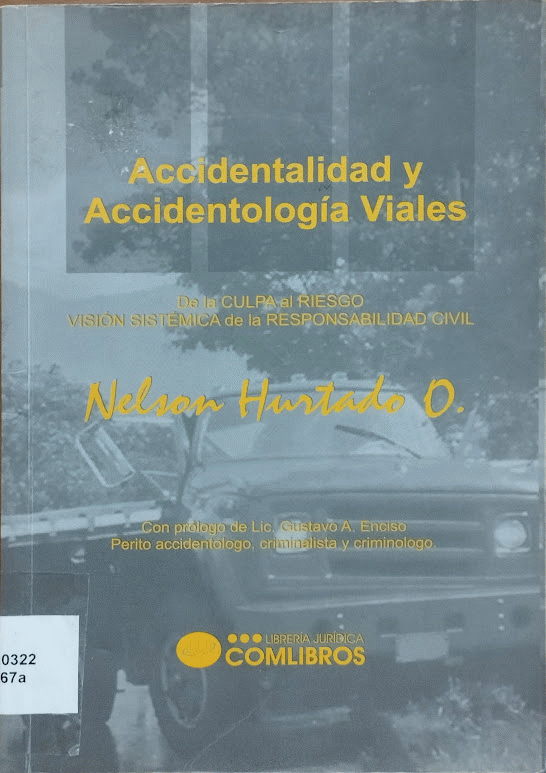 Accidentalidad y
Accidentología Viales
De la CULPA al RIESGO
VISIÓN SISTÉMICA de la RESPONSABILIDAD CIVIL
Nelson Hurtado O.
Con prólogo de Lic. Gustavo A. Enciso
Perito accidentólogo, criminalista y criminologo.
LIBRERÍA JURÍDICA
COMLIBROS
0322
67a